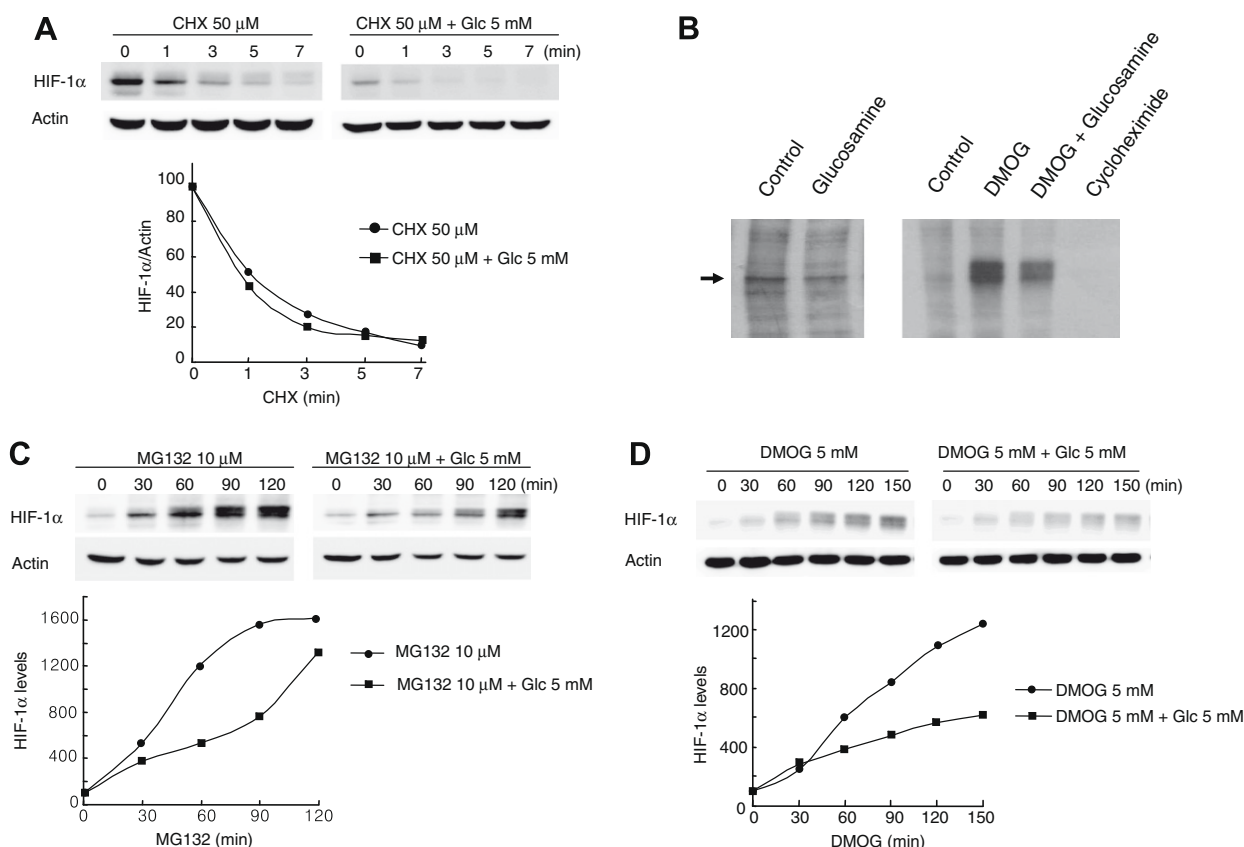 A
CHX 50 μM
CHX 50 μM + Glc 5 mM
0 1 3 5 7
0 1 3 5 7 (min)
HIF-1α
Actin
HIF-1α/Actin
100
80
60
40
20
0
0 1 3 5 7
CHX (min)
CHX 50 μM
CHX 50 μM + Glc 5 mM
B
Control
Glucosamine
Control
DMOG
DMOG + Glucosamine
Cycloheximide
C
MG132 10 μM
MG132 10 μM + Glc 5 mM
0 30 60 90 120
0 30 60 90 120 (min)
HIF-1α
Actin
HIF-1α levels
1600
1200
800
400
0
0 30 60 90 120
MG132 (min)
MG132 10 μM
MG132 10 μM + Glc 5 mM
D
DMOG 5 mM
DMOG 5 mM + Glc 5 mM
0 30 60 90 120 150
0 30 60 90 120 150 (min)
HIF-1α
Actin
HIF-1α levels
1200
800
400
0
0 30 60 90 120 150
DMOG (min)
DMOG 5 mM
DMOG 5 mM + Glc 5 mM